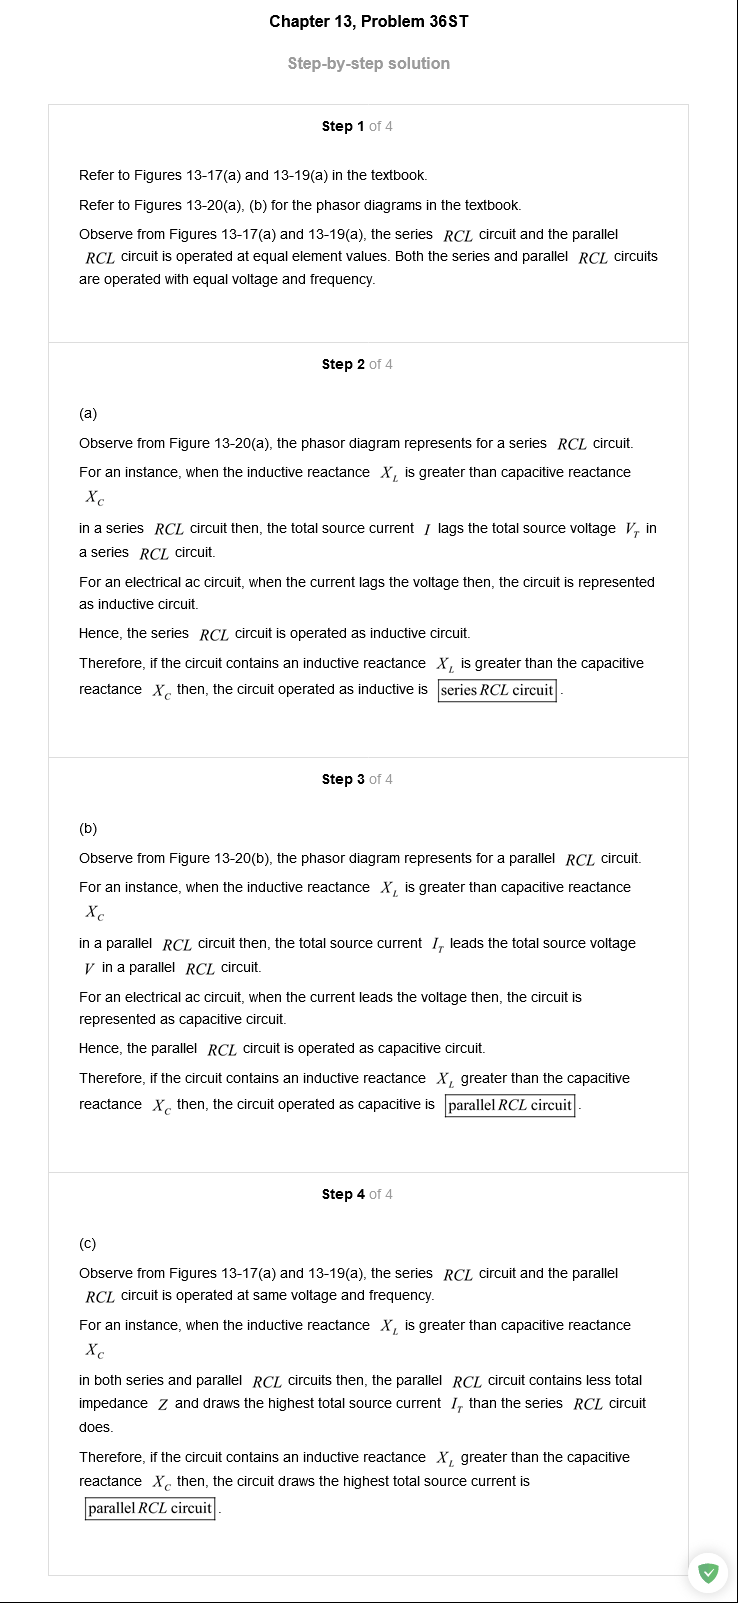 Chapter 13, Problem 36ST
Step-by-step solution
Step 1 of 4
Refer to Figures 13-17(a) and 13-19(a) in the textbook.
Refer to Figures 13-20(a), (b) for the phasor diagrams in the textbook.
Observe from Figures 13-17(a) and 13-19(a), the series RCL circuit and the parallel
RCL circuit is operated at equal element values. Both the series and parallel RCL circuits
are operated with equal voltage and frequency.
Step 2 of 4
(a)
Observe from Figure 13-20(a), the phasor diagram represents for a series RCL circuit.
For an instance, when the inductive reactance X_L is greater than capacitive reactance
X_C
in a series RCL circuit then, the total source current I lags the total source voltage V_T in
a series RCL circuit.
For an electrical ac circuit, when the current lags the voltage then, the circuit is represented
as inductive circuit.
Hence, the series RCL circuit is operated as inductive circuit.
Therefore, if the circuit contains an inductive reactance X_L is greater than the capacitive
reactance X_C then, the circuit operated as inductive is series RCL circuit.
Step 3 of 4
(b)
Observe from Figure 13-20(b), the phasor diagram represents for a parallel RCL circuit.
For an instance, when the inductive reactance X_L is greater than capacitive reactance
X_C
in a parallel RCL circuit then, the total source current I_T leads the total source voltage
V in a parallel RCL circuit.
For an electrical ac circuit, when the current leads the voltage then, the circuit is
represented as capacitive circuit.
Hence, the parallel RCL circuit is operated as capacitive circuit.
Therefore, if the circuit contains an inductive reactance X_L greater than the capacitive
reactance X_C then, the circuit operated as capacitive is parallel RCL circuit.
Step 4 of 4
(c)
Observe from Figures 13-17(a) and 13-19(a), the series RCL circuit and the parallel
RCL circuit is operated at same voltage and frequency.
For an instance, when the inductive reactance X_L is greater than capacitive reactance
X_C
in both series and parallel RCL circuits then, the parallel RCL circuit contains less total
impedance Z and draws the highest total source current I_T than the series RCL circuit
does.
Therefore, if the circuit contains an inductive reactance X_L greater than the capacitive
reactance X_C then, the circuit draws the highest total source current is
parallel RCL circuit.